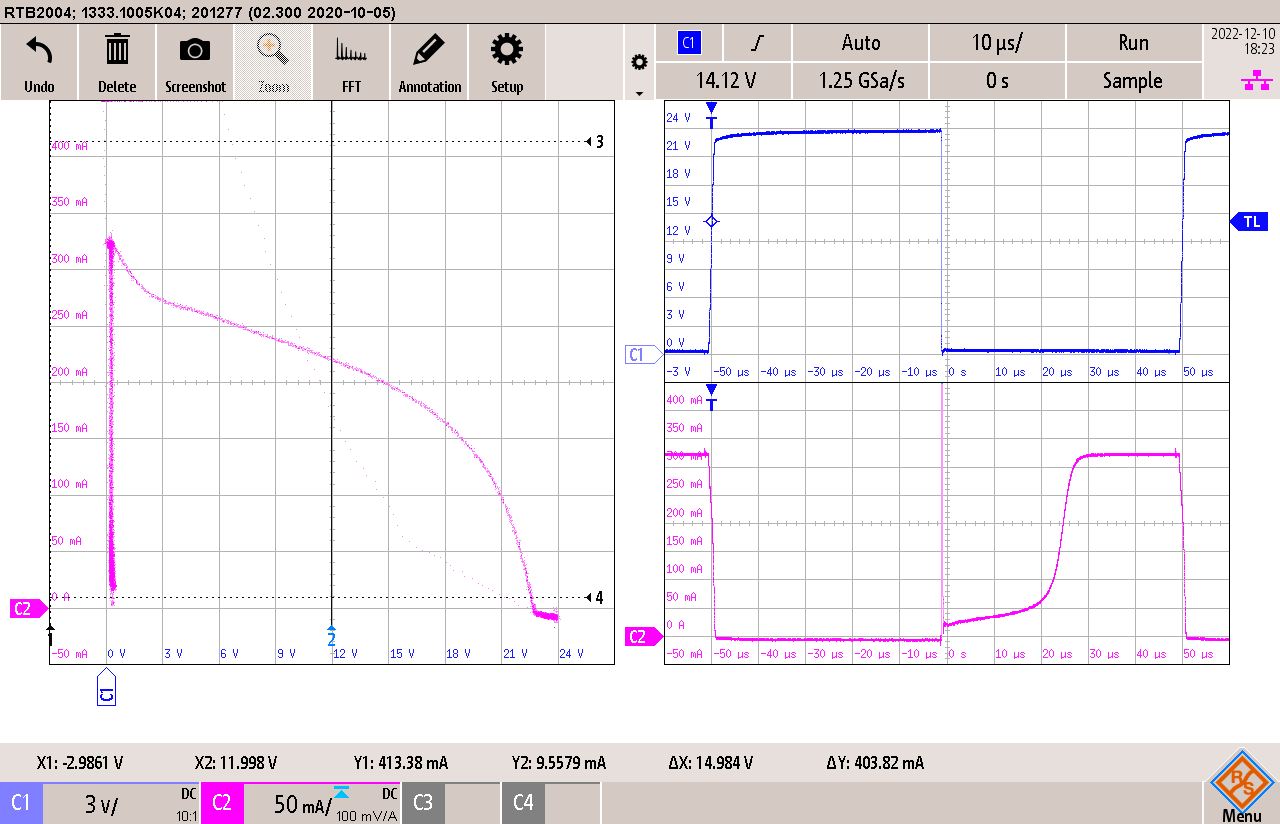 RTB2004; 1333.1005K04; 201277 (02.300 2020-10-05)
Undo
Delete
Screenshot
Zoom
FFT
Annotation
Setup
C1
Auto
10 µs/
Run
2022-12-10
18:23
14.12 V
1.25 GSa/s
0 s
Sample
3
400 mA
350 mA
300 mA
250 mA
200 mA
150 mA
100 mA
50 mA
0 A
4
C2
1
2
-50 mA
0 V
3 V
6 V
9 V
12 V
15 V
18 V
21 V
24 V
C1
T
24 V
21 V
18 V
15 V
12 V
TL
9 V
6 V
3 V
0 V
C1
-3 V
-50 µs
-40 µs
-30 µs
-20 µs
-10 µs
0 s
10 µs
20 µs
30 µs
40 µs
50 µs
T
400 mA
350 mA
300 mA
250 mA
200 mA
150 mA
100 mA
50 mA
0 A
C2
-50 mA
-50 µs
-40 µs
-30 µs
-20 µs
-10 µs
0 s
10 µs
20 µs
30 µs
40 µs
50 µs
X1: -2.9861 V
X2: 11.998 V
Y1: 413.38 mA
Y2: 9.5579 mA
ΔX: 14.984 V
ΔY: 403.82 mA
C1
3 V/
DC
10:1
C2
50 mA/
DC
100 mV/A
C3
C4
R&S
Menu